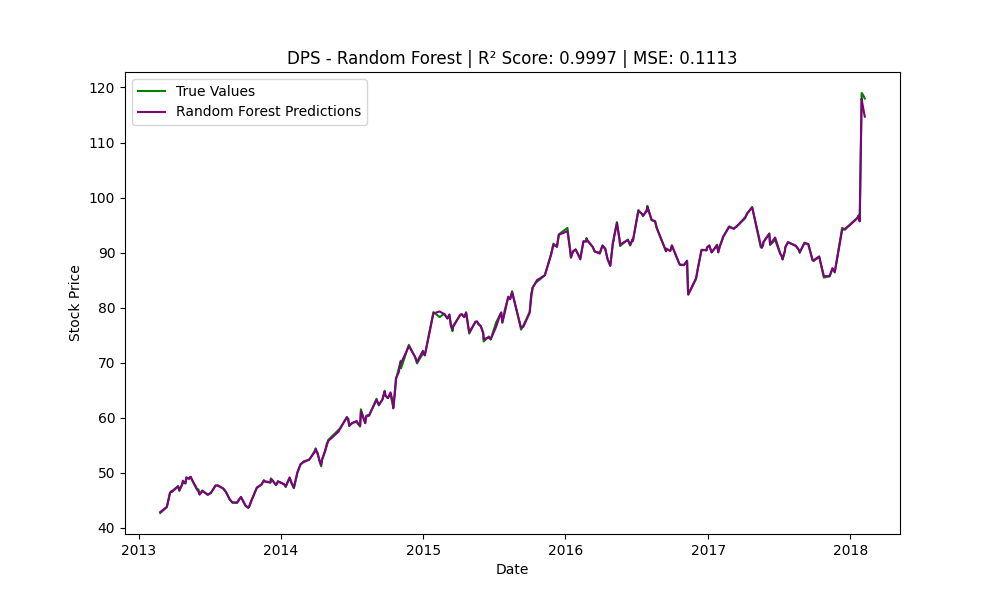 DPS - Random Forest | R² Score: 0.9997 | MSE: 0.1113
True Values
Random Forest Predictions
Stock Price
120
110
100
90
80
70
60
50
40
2013 2014 2015 2016 2017 2018
Date